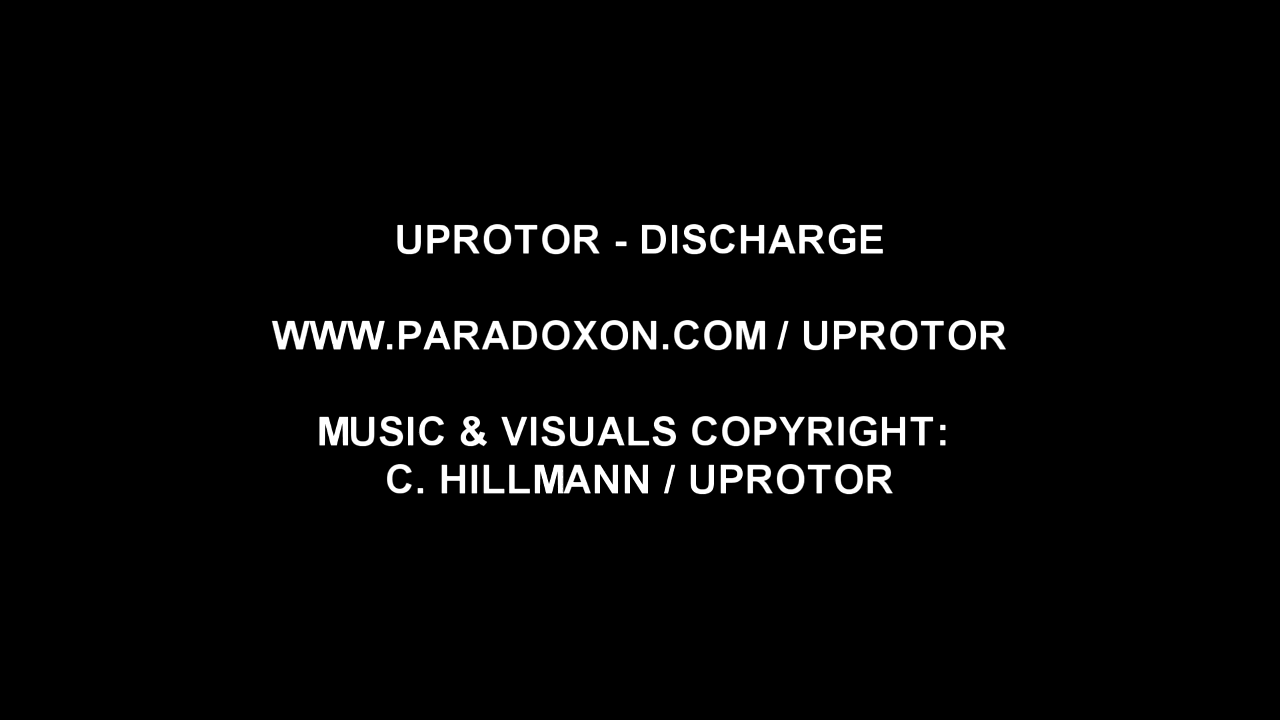 UPROTOR - DISCHARGE
WWW.PARADOXON.COM / UPROTOR
MUSIC & VISUALS COPYRIGHT:
C. HILLMANN / UPROTOR